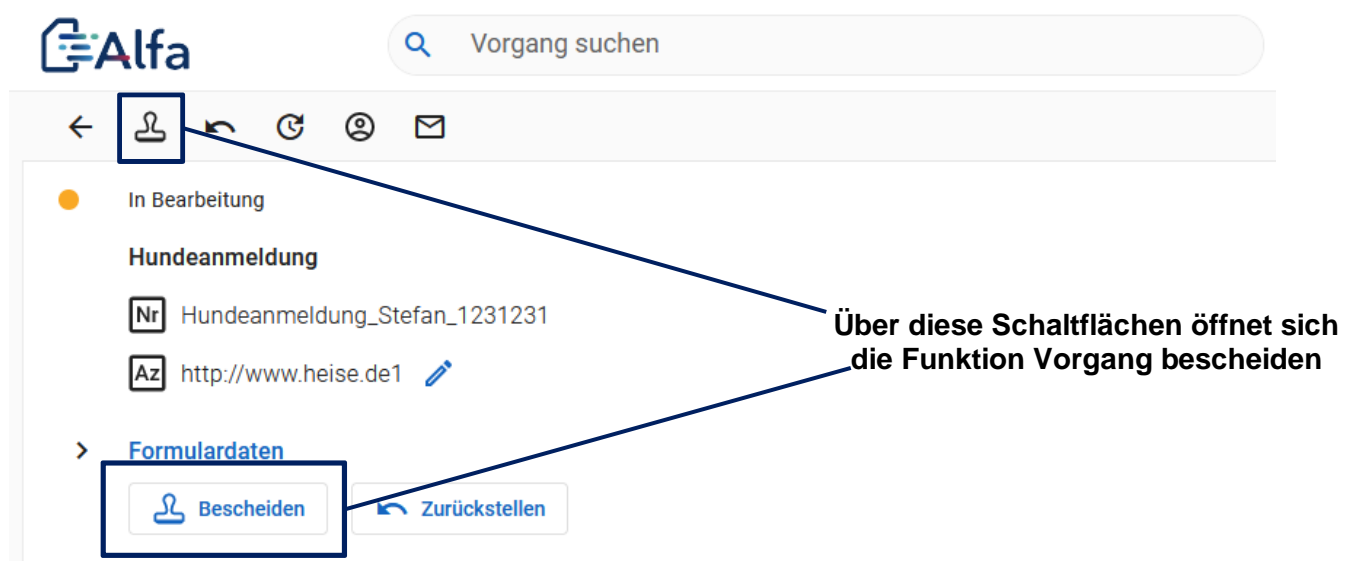 Alfa
Vorgang suchen
In Bearbeitung
Hundeanmeldung
Nr Hundeanmeldung_Stefan_1231231
Az http://www.heise.de1
Über diese Schaltflächen öffnet sich
die Funktion Vorgang bescheiden
Formulardaten
Bescheiden Zurückstellen